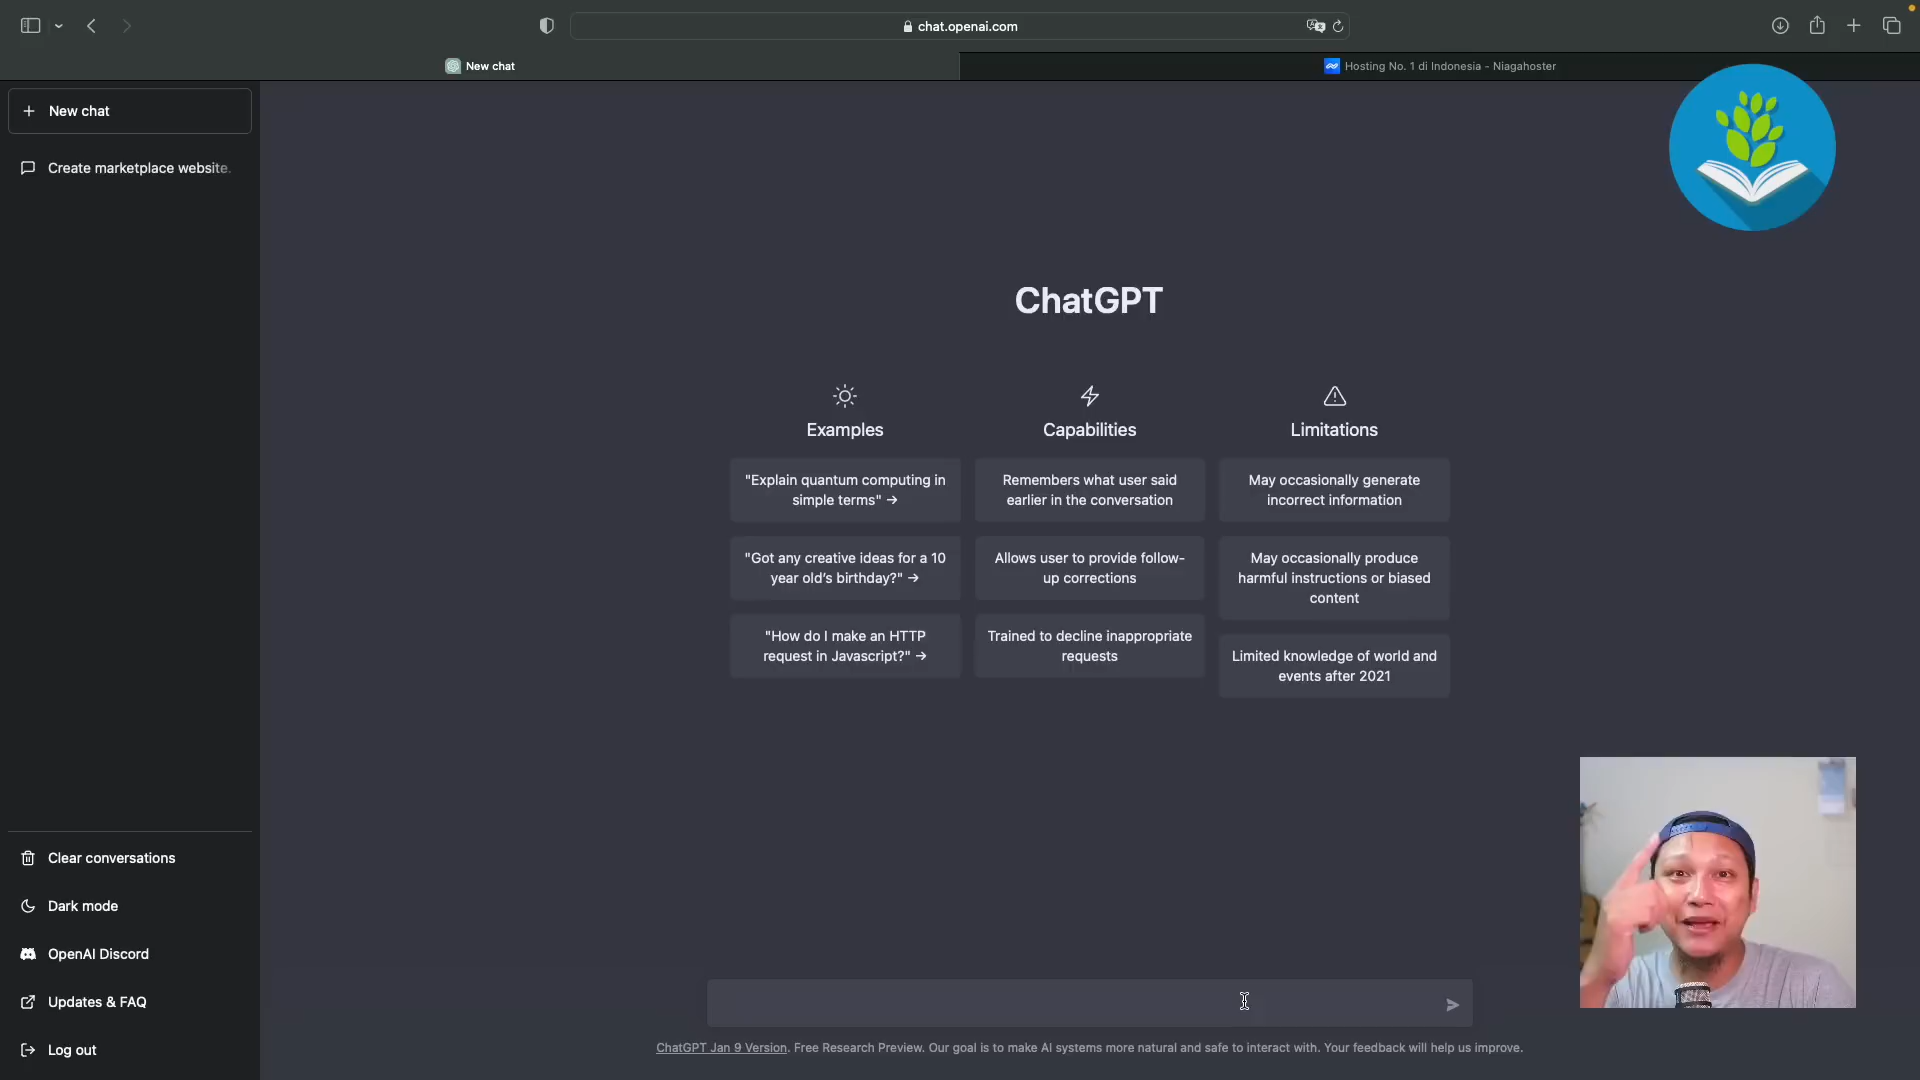 chat.openai.com
New chat
Hosting No. 1 di Indonesia - Niagahoster
New chat
Create marketplace website.
ChatGPT
Examples
"Explain quantum computing in
simple terms" →
"Got any creative ideas for a 10
year old's birthday?" →
"How do I make an HTTP
request in Javascript?" →
Capabilities
Remembers what user said
earlier in the conversation
Allows user to provide follow-
up corrections
Trained to decline inappropriate
requests
Limitations
May occasionally generate
incorrect information
May occasionally produce
harmful instructions or biased
content
Limited knowledge of world and
events after 2021
Clear conversations
Dark mode
OpenAI Discord
Updates & FAQ
Log out
ChatGPT Jan 9 Version. Free Research Preview. Our goal is to make AI systems more natural and safe to interact with. Your feedback will help us improve.